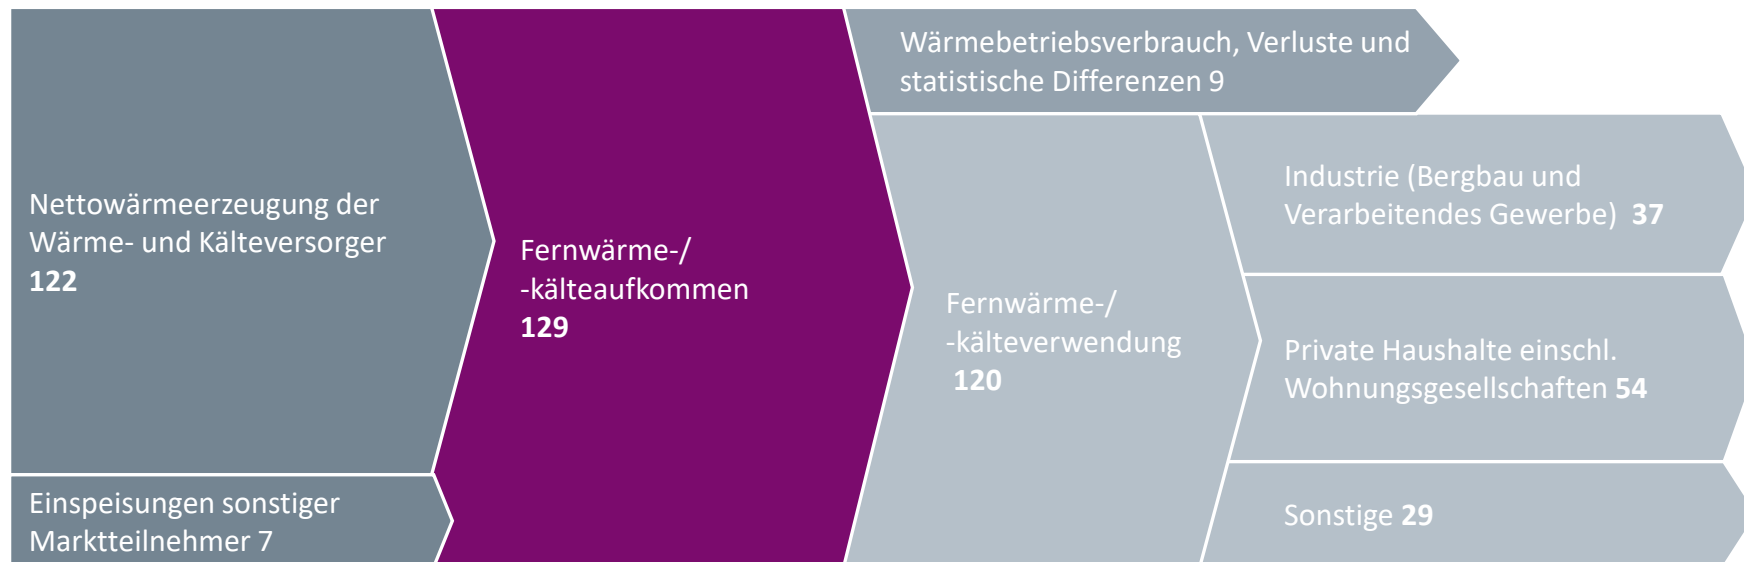 Nettowärmeerzeugung der
Wärme- und Kälteversorger
122
Einspeisungen sonstiger
Marktteilnehmer 7
Fernwärme-/
-kälteaufkommen
129
Wärmebetriebsverbrauch, Verluste und
statistische Differenzen 9
Fernwärme-/
-kälteverwendung
120
Industrie (Bergbau und
Verarbeitendes Gewerbe) 37
Private Haushalte einschl.
Wohnungsgesellschaften 54
Sonstige 29